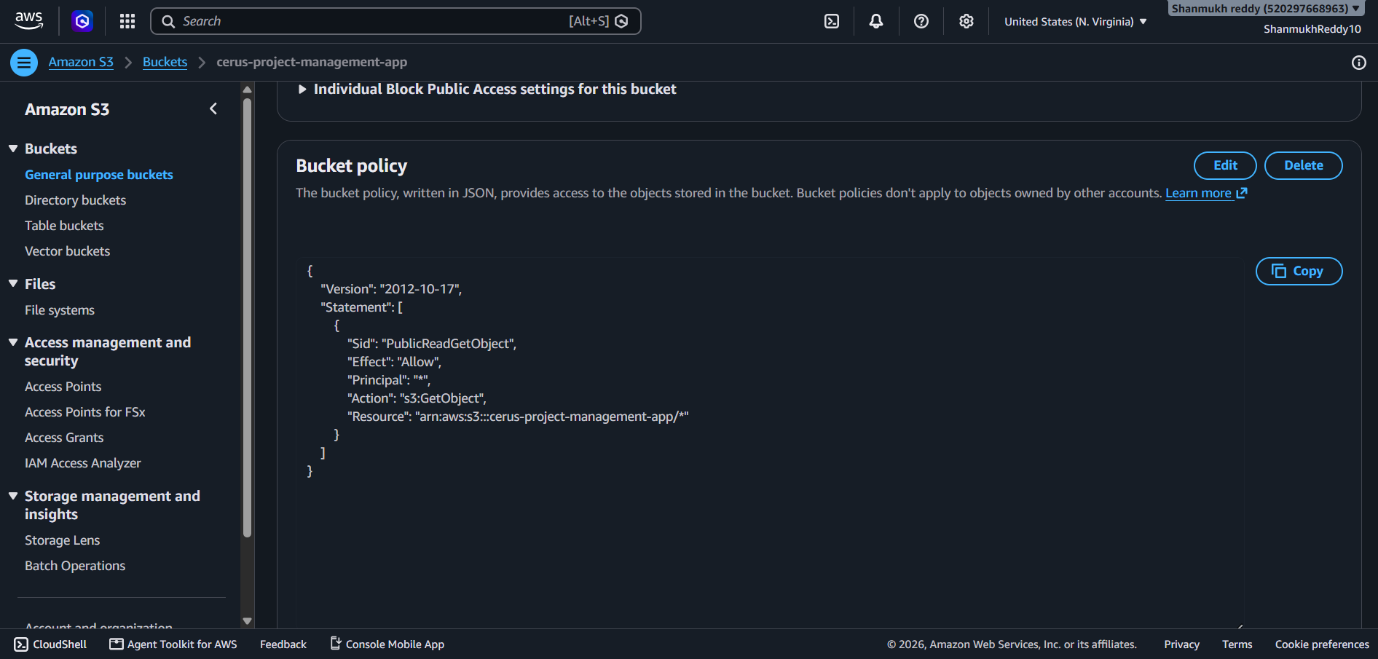 aws
Search [Alt+S]
United States (N. Virginia)
Shanmukh reddy (520297668963)
ShanmukhReddy10
Amazon S3 > Buckets > cerus-project-management-app
Amazon S3
Buckets
General purpose buckets
Directory buckets
Table buckets
Vector buckets
Files
File systems
Access management and
security
Access Points
Access Points for FSx
Access Grants
IAM Access Analyzer
Storage management and
insights
Storage Lens
Batch Operations
Account and organization
Individual Block Public Access settings for this bucket
Bucket policy
Edit
Delete
The bucket policy, written in JSON, provides access to the objects stored in the bucket. Bucket policies don't apply to objects owned by other accounts. Learn more
Copy
{
"Version": "2012-10-17",
"Statement": [
{
"Sid": "PublicReadGetObject",
"Effect": "Allow",
"Principal": "*",
"Action": "s3:GetObject",
"Resource": "arn:aws:s3:::cerus-project-management-app/*"
}
]
}
CloudShell Agent Toolkit for AWS Feedback Console Mobile App © 2026, Amazon Web Services, Inc. or its affiliates. Privacy Terms Cookie preferences